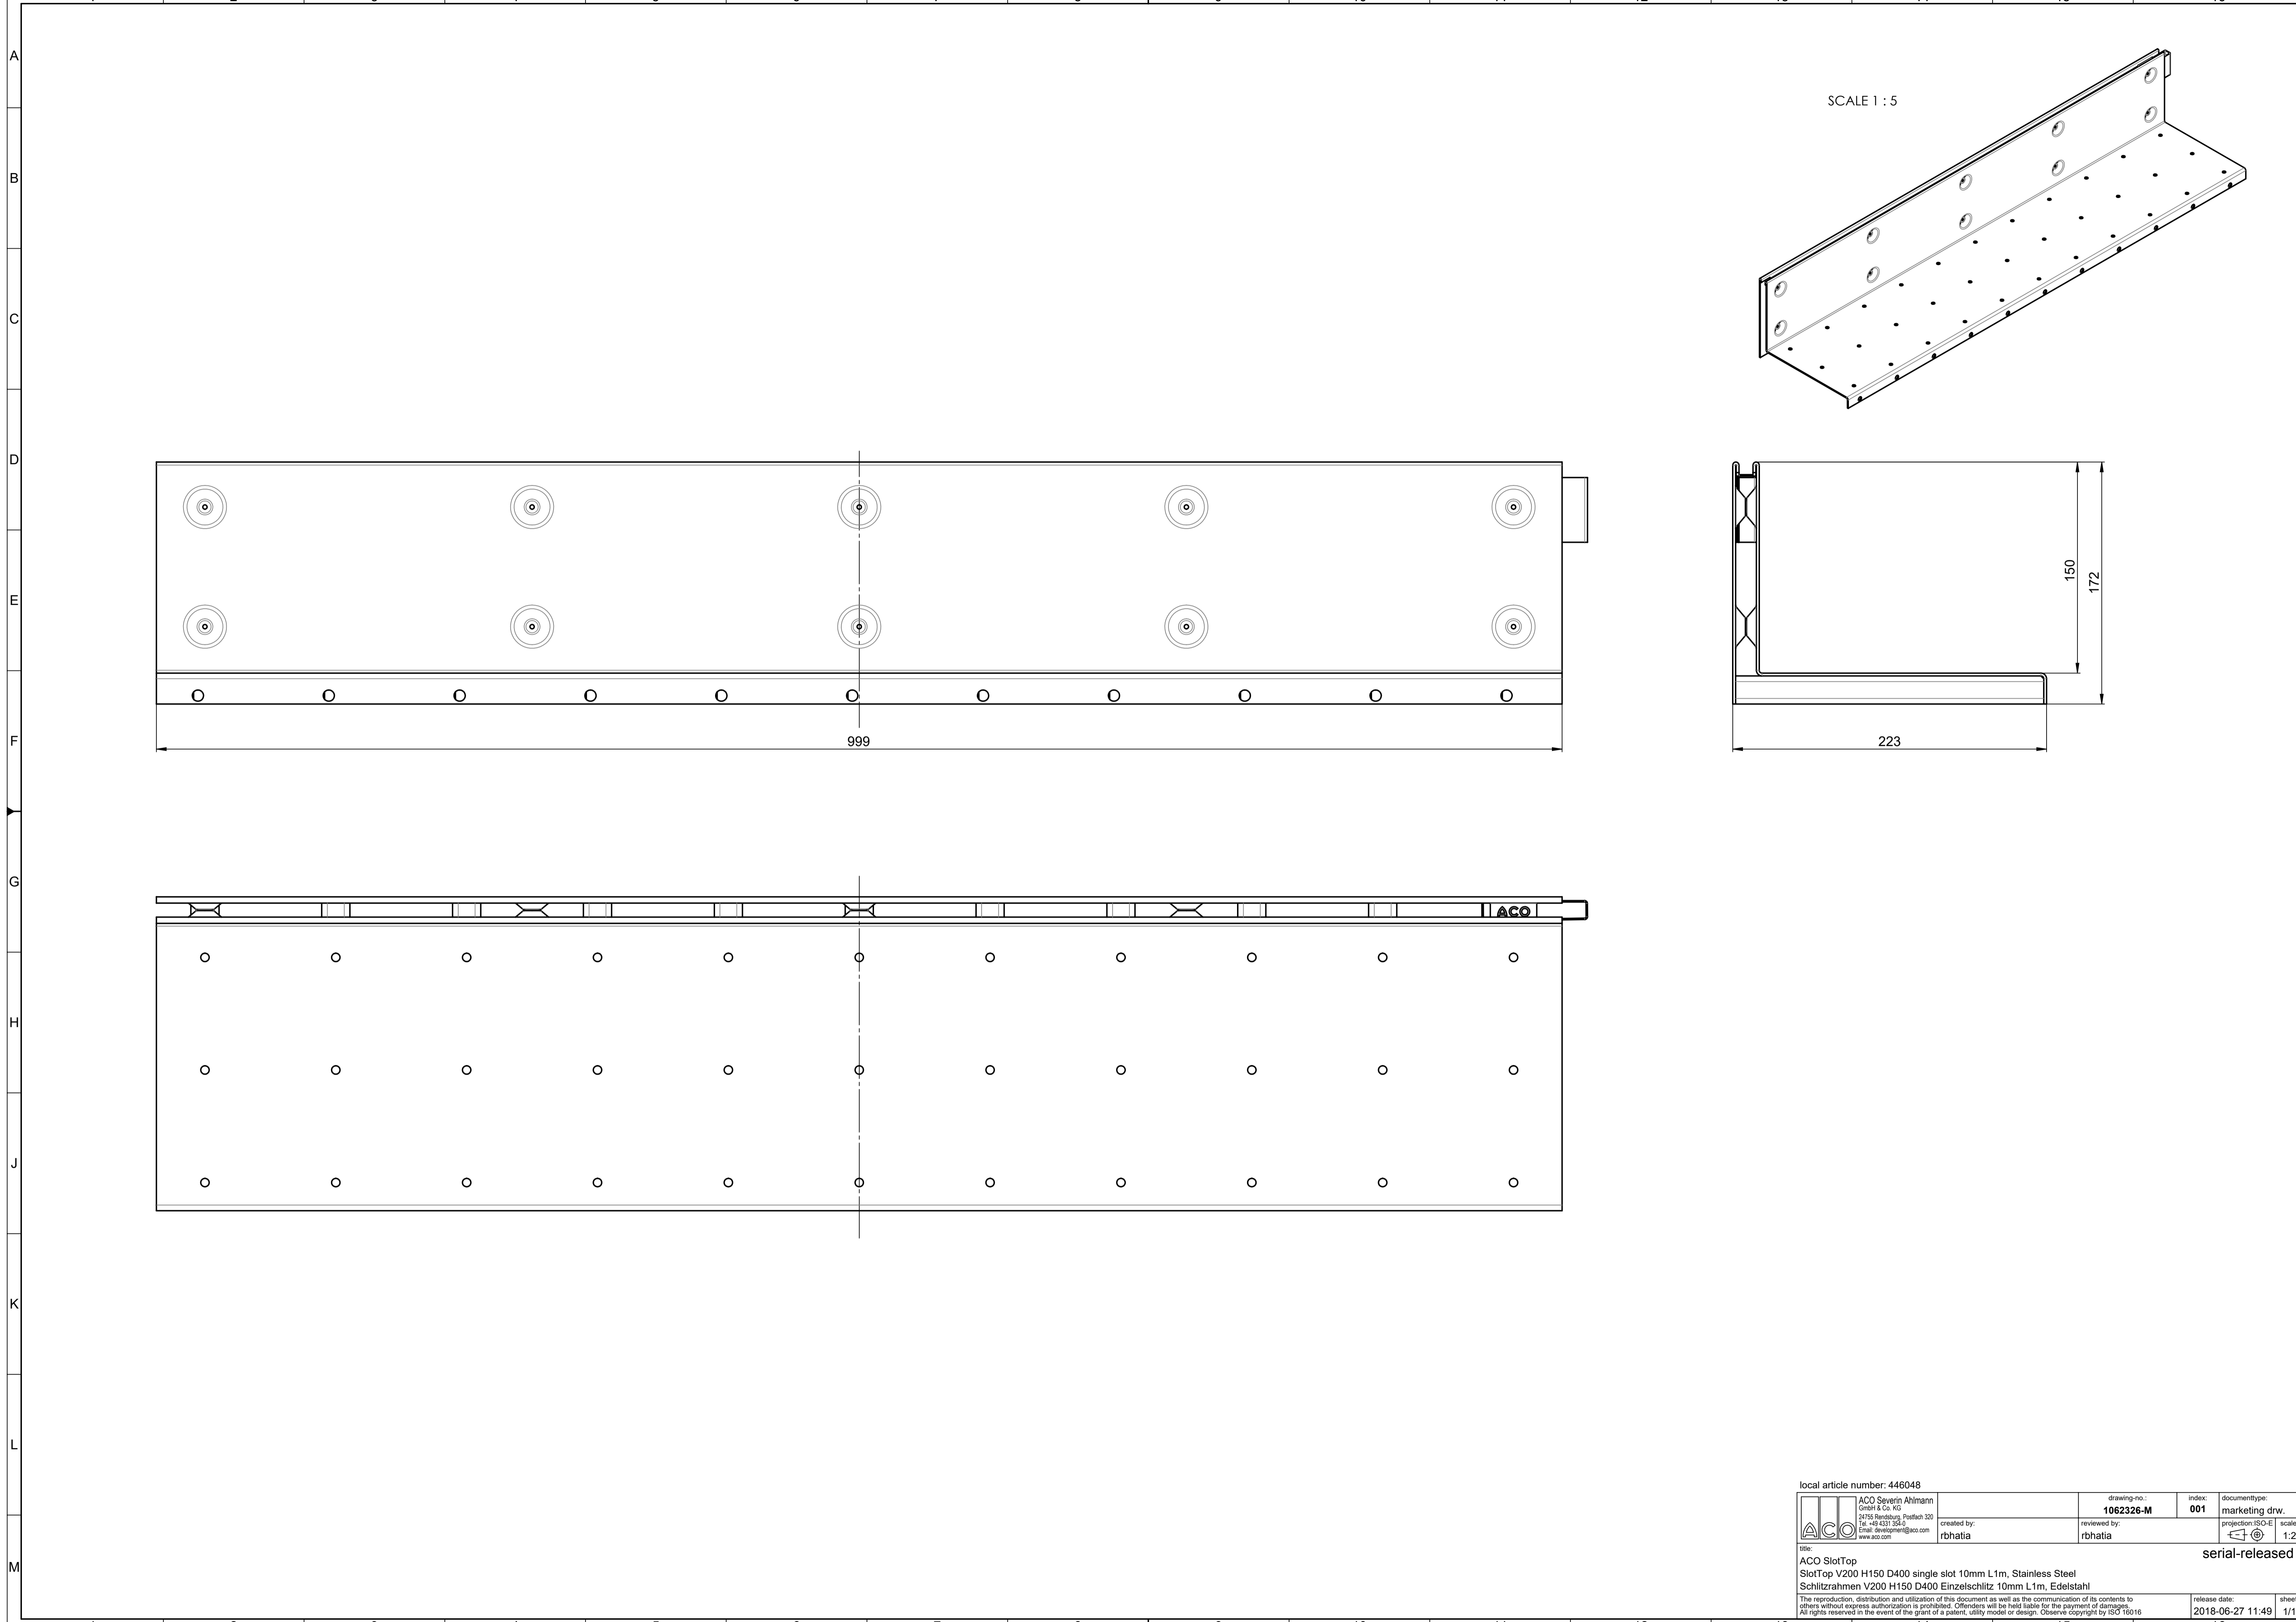 A
B
C
D
E
F
G
H
J
K
L
M
SCALE 1 : 5
150
172
999
223
ACO
local article number: 446048
ACO
ACO Severin Ahlmann
GmbH & Co. KG
24755 Rendsburg, Postfach 320
Tel. +49 4331 354-0
Email: development@aco.com
www.aco.com
drawing-no.:
1062326-M
index:
001
documenttype:
marketing drw.
created by:
rbhatia
reviewed by:
rbhatia
projection:ISO-E
scale
1:2
title:
serial-released
ACO SlotTop
SlotTop V200 H150 D400 single slot 10mm L1m, Stainless Steel
Schlitzrahmen V200 H150 D400 Einzelschlitz 10mm L1m, Edelstahl
The reproduction, distribution and utilization of this document as well as the communication of its contents to
others without express authorization is prohibited. Offenders will be held liable for the payment of damages.
All rights reserved in the event of the grant of a patent, utility model or design. Observe copyright by ISO 16016
release date:
2018-06-27 11:49
1/1